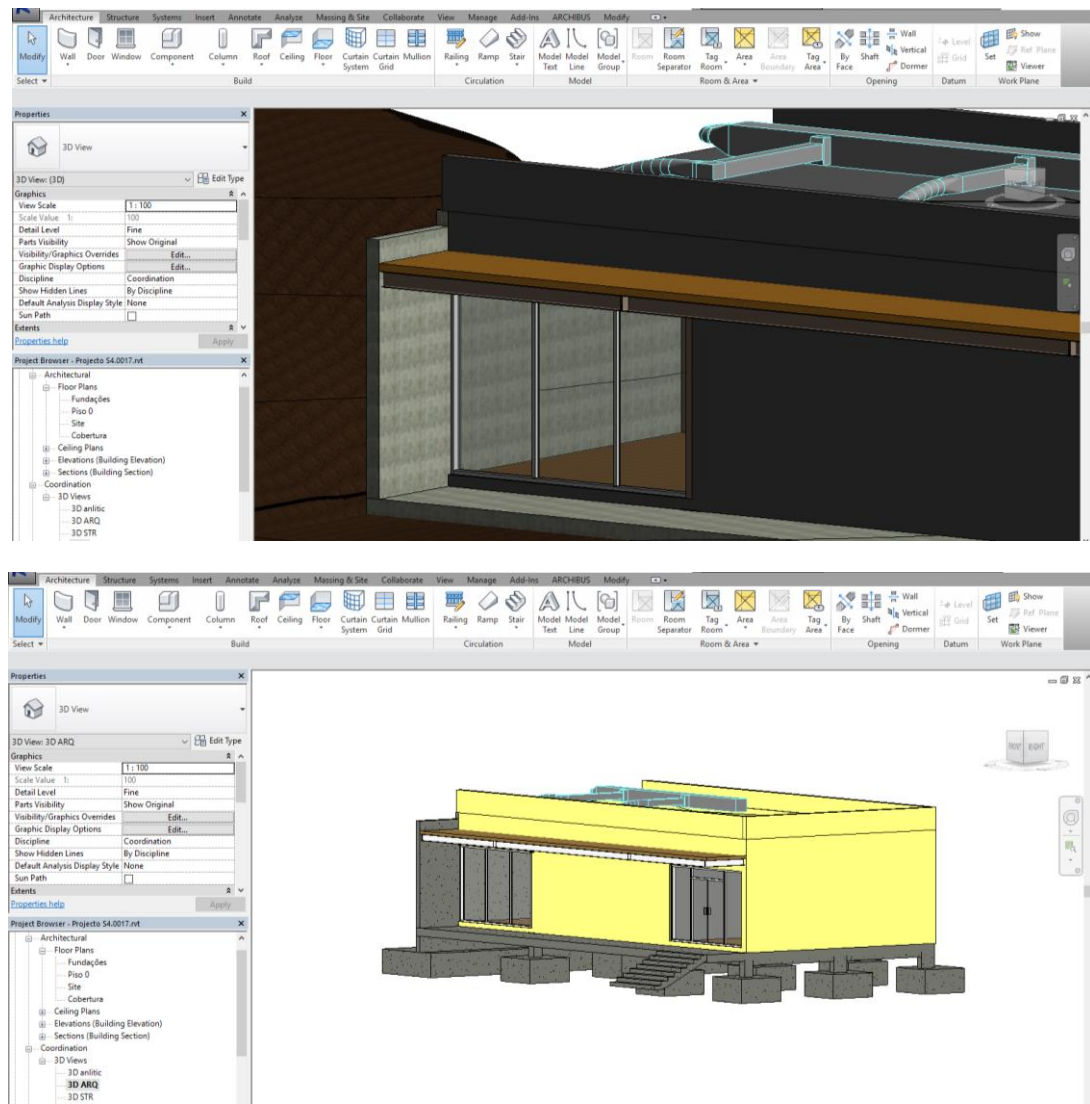 Architecture Structure Systems Insert Annotate Analyze Massing & Site Collaborate View Manage Add-Ins ARCHIBUS Modify
Modify Wall Door Window Component Column Roof Ceiling Floor Curtain System Curtain Grid Mullion Railing Ramp Stair Model Text Model Line Model Group Room Room Separator Tag Room Area Area Boundary Tag Area By Face Shaft Wall Vertical Dormer Level Grid Set Show Ref Plane Viewer
Select Build Circulation Model Room & Area Opening Datum Work Plane
Properties
3D View
3D View: {3D} Edit Type
Graphics
View Scale 1 : 100
Scale Value 1: 100
Detail Level Fine
Parts Visibility Show Original
Visibility/Graphics Overrides Edit...
Graphic Display Options Edit...
Discipline Coordination
Show Hidden Lines By Discipline
Default Analysis Display Style None
Sun Path
Extents
Properties help Apply
Project Browser - Projecto S4.0017.rvt
Architectural
Floor Plans
Fundações
Piso 0
Site
Cobertura
Ceiling Plans
Elevations (Building Elevation)
Sections (Building Section)
Coordination
3D Views
3D anlitic
3D ARQ
3D STR
Architecture Structure Systems Insert Annotate Analyze Massing & Site Collaborate View Manage Add-Ins ARCHIBUS Modify
Modify Wall Door Window Component Column Roof Ceiling Floor Curtain System Curtain Grid Mullion Railing Ramp Stair Model Text Model Line Model Group Room Room Separator Tag Room Area Area Boundary Tag Area By Face Shaft Wall Vertical Dormer Level Grid Set Show Ref Plane Viewer
Select Build Circulation Model Room & Area Opening Datum Work Plane
Properties
3D View
3D View: 3D ARQ Edit Type
Graphics
View Scale 1 : 100
Scale Value 1: 100
Detail Level Fine
Parts Visibility Show Original
Visibility/Graphics Overrides Edit...
Graphic Display Options Edit...
Discipline Coordination
Show Hidden Lines By Discipline
Default Analysis Display Style None
Sun Path
Extents
Properties help Apply
Project Browser - Projecto S4.0017.rvt
Architectural
Floor Plans
Fundações
Piso 0
Site
Cobertura
Ceiling Plans
Elevations (Building Elevation)
Sections (Building Section)
Coordination
3D Views
3D anlitic
3D ARQ
3D STR
FRONT RIGHT